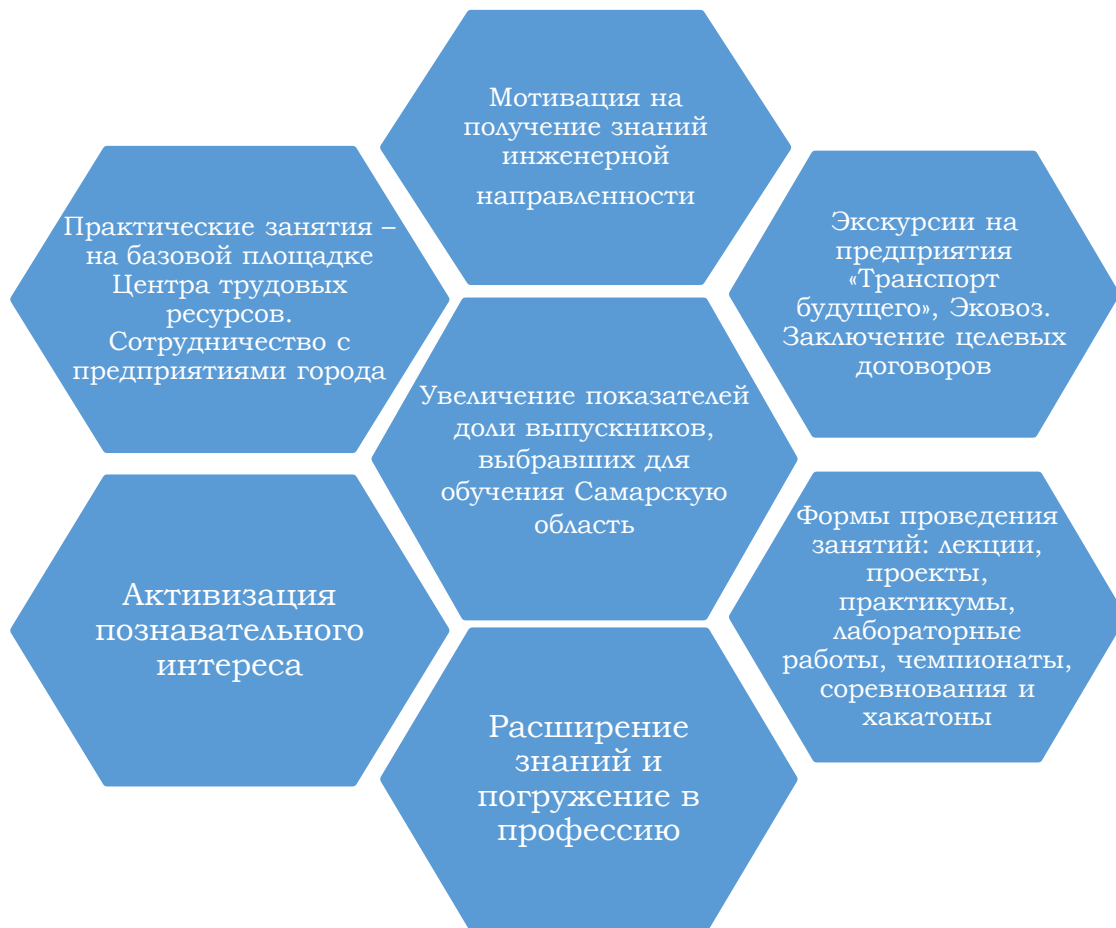 Мотивация на
получение знаний
инженерной
направленности
Практические занятия –
на базовой площадке
Центра трудовых
ресурсов.
Сотрудничество с
предприятиями города
Экскурсии на
предприятия
«Транспорт
будущего», Эковоз.
Заключение целевых
договоров
Увеличение показателей
доли выпускников,
выбравших для
обучения Самарскую
область
Активизация
познавательного
интереса
Формы проведения
занятий: лекции,
проекты,
практикумы,
лабораторные
работы, чемпионаты,
соревнования и
хакатоны
Расширение
знаний и
погружение в
профессию